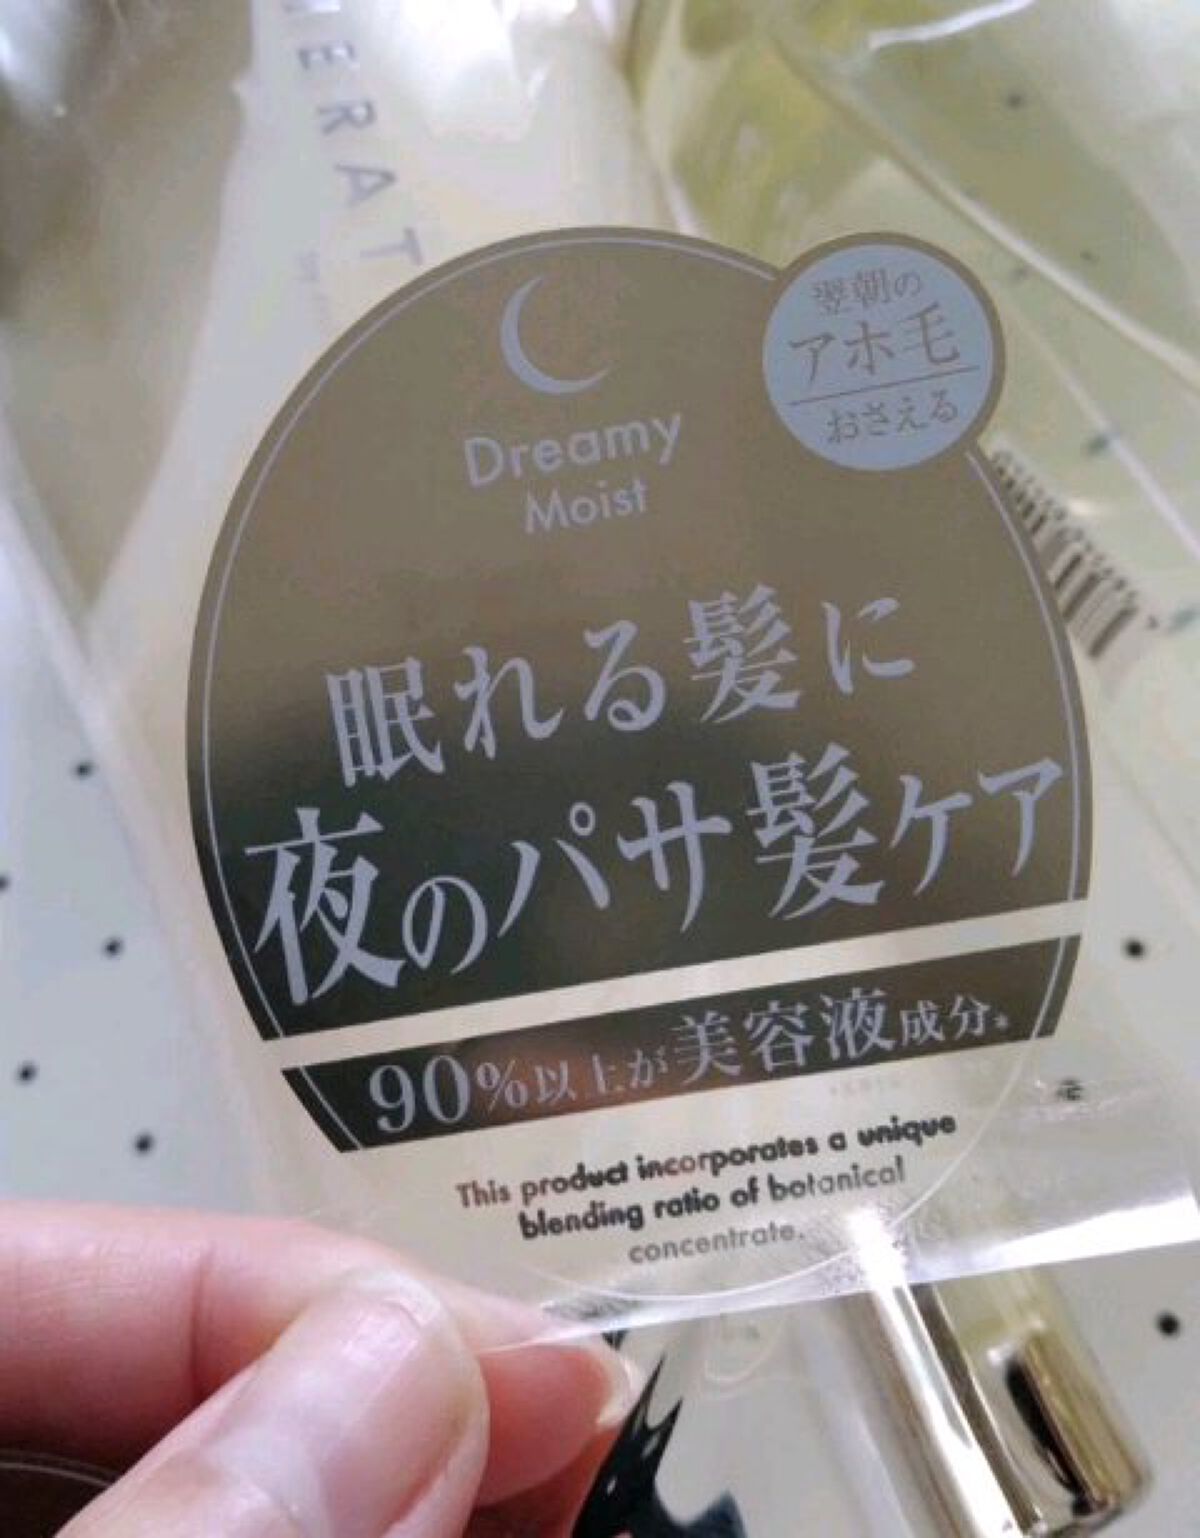 NERAT
翌朝の
アホ毛
おさえる
Dreamy
Moist
眠れる髪に
夜のパサ髪ケア
90%以上が美容液成分*
This product incorporates a unique
blending ratio of botanical
concentrate.